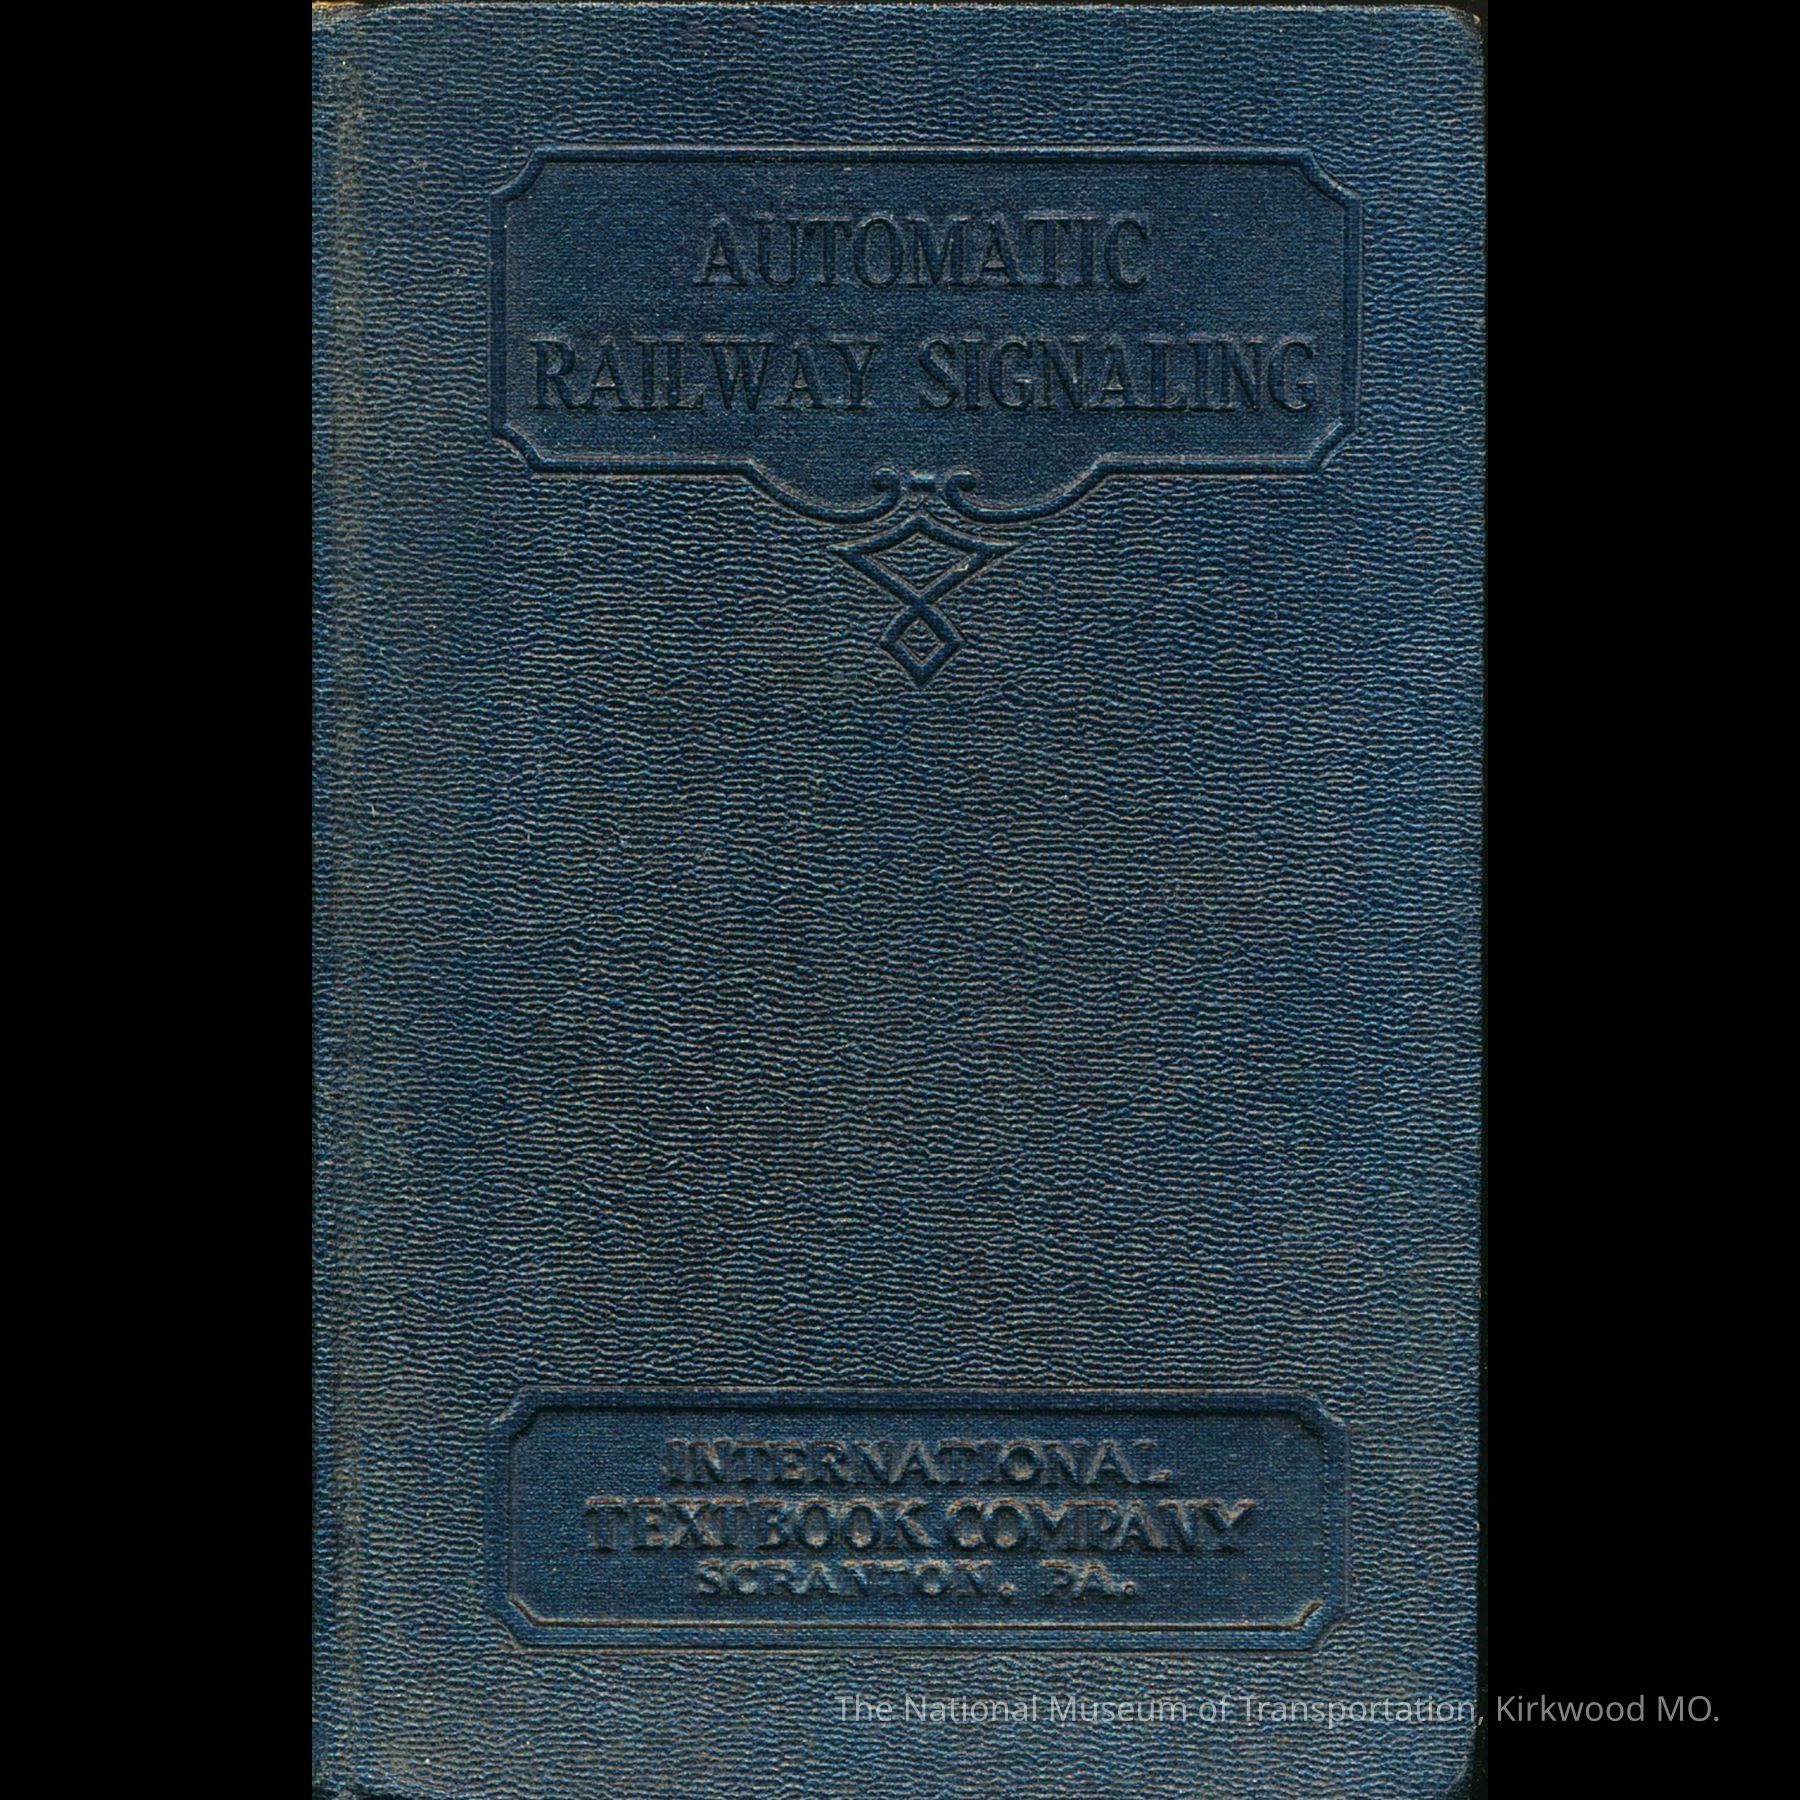 AUTOMATIC
RAILWAY SIGNALING
INTERNATIONAL
TEXTBOOK COMPANY
SCRANTON, PA.
The National Museum of Transportation, Kirkwood MO.